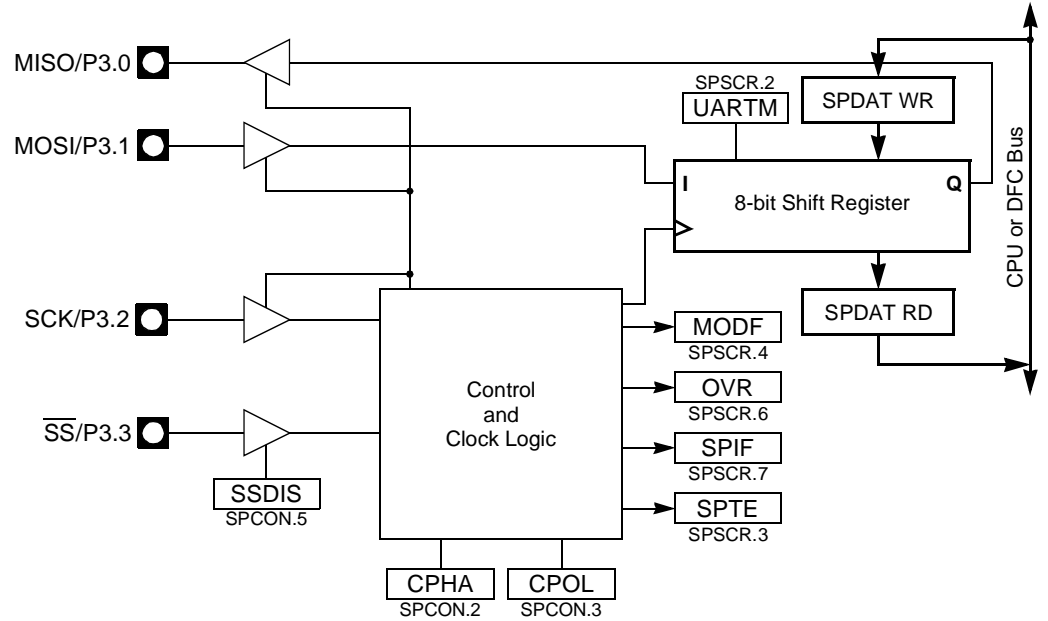 MISO/P3.0
SPSCR.2
UARTM
SPDAT WR
MOSI/P3.1
I
Q
8-bit Shift Register
CPU or DFC Bus
SCK/P3.2
SPDAT RD
MODF
SPSCR.4
Control
and
Clock Logic
OVR
SPSCR.6
SS/P3.3
SPIF
SPSCR.7
SSDIS
SPCON.5
SPTE
SPSCR.3
CPHA
SPCON.2
CPOL
SPCON.3